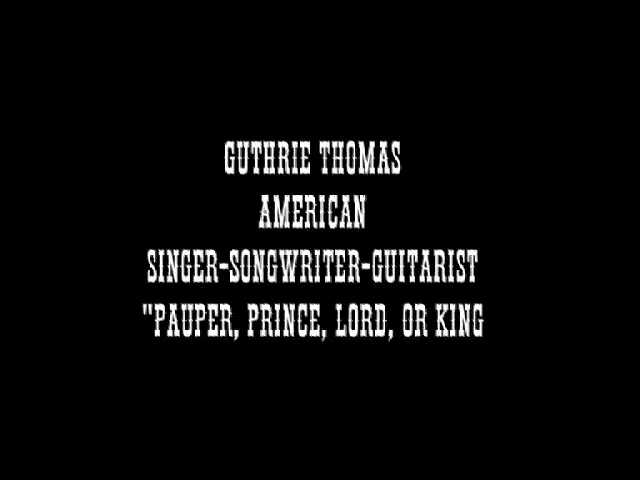 GUTHRIE THOMAS
AMERICAN
SINGER-SONGWRITER-GUITARIST
"PAUPER, PRINCE, LORD, OR KING